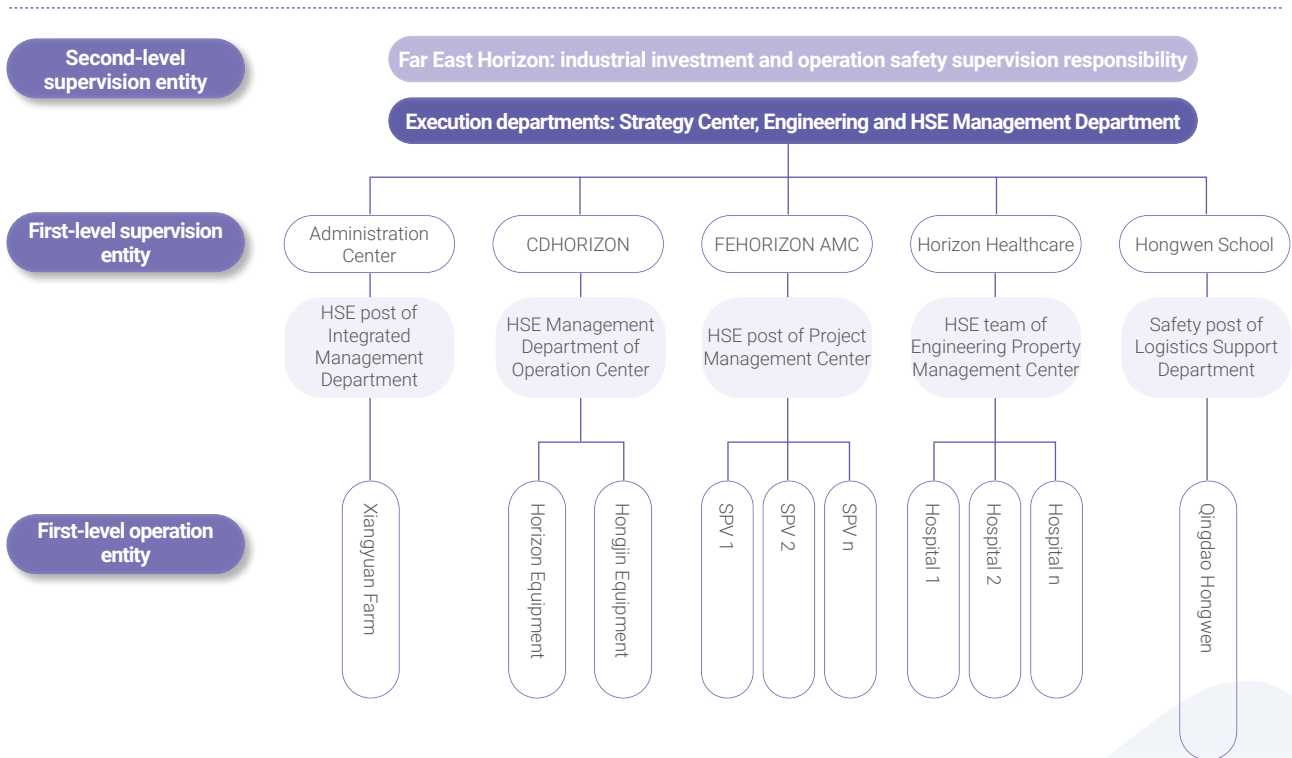 Second-level
supervision entity
Far East Horizon: industrial investment and operation safety supervision responsibility
Execution departments: Strategy Center, Engineering and HSE Management Department
First-level supervision
entity
Administration
Center
CDHORIZON
FEHORIZON AMC
Horizon Healthcare
Hongwen School
HSE post of
Integrated
Management
Department
HSE Management
Department of
Operation Center
HSE post of Project
Management Center
HSE team of
Engineering Property
Management Center
Safety post of
Logistics Support
Department
First-level operation
entity
Xiangyuan Farm
Horizon Equipment
Hongjin Equipment
SPV 1
SPV 2
SPV n
Hospital 1
Hospital 2
Hospital n
Qingdao Hongwen